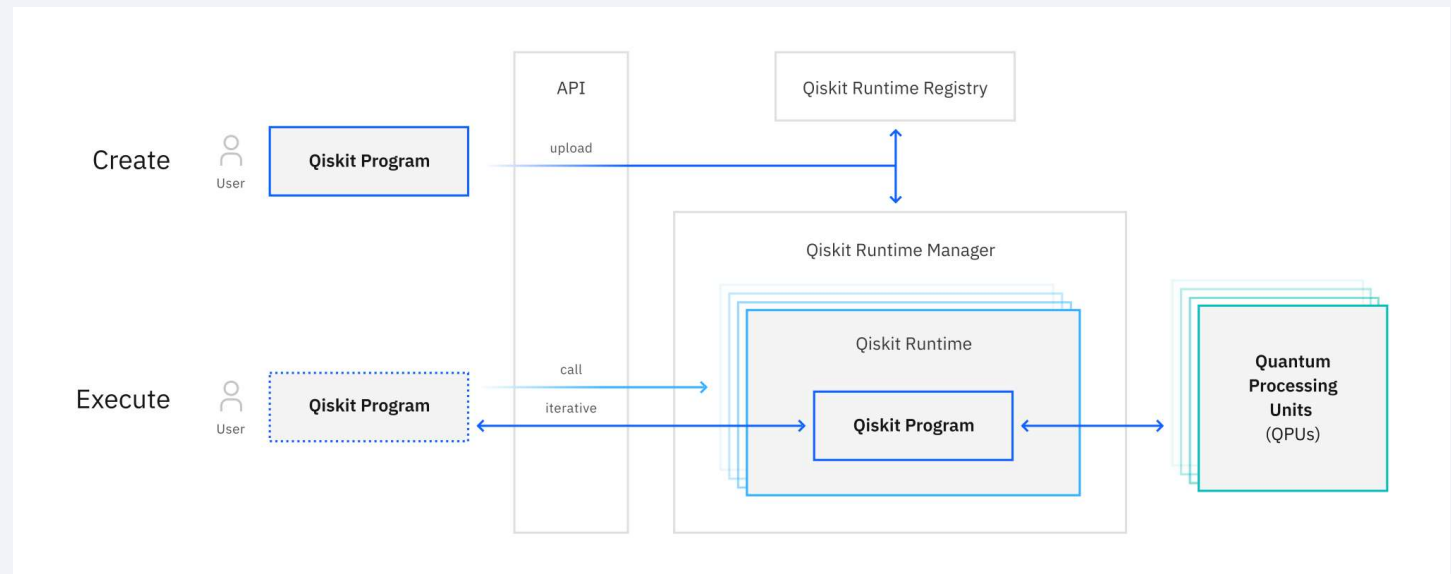 API
Qiskit Runtime Registry
Create
User
Qiskit Program
upload
Qiskit Runtime Manager
Qiskit Runtime
Execute
User
Qiskit Program
call
iterative
Qiskit Program
Quantum
Processing
Units
(QPUs)